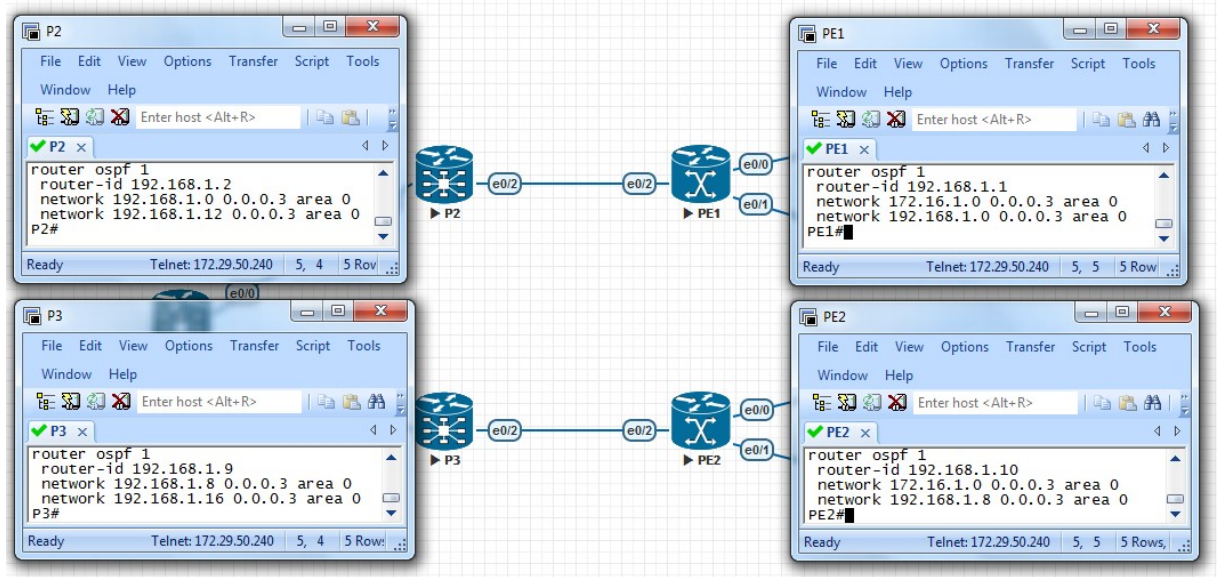 P2
File Edit View Options Transfer Script Tools
Window Help
Enter host <Alt+R>
P2
router ospf 1
router-id 192.168.1.2
network 192.168.1.0 0.0.0.3 area 0
network 192.168.1.12 0.0.0.3 area 0
P2#
Ready Telnet: 172.29.50.240 5, 4 5 Rov
PE1
File Edit View Options Transfer Script Tools
Window Help
Enter host <Alt+R>
PE1
router ospf 1
router-id 192.168.1.1
network 172.16.1.0 0.0.0.3 area 0
network 192.168.1.0 0.0.0.3 area 0
PE1#
Ready Telnet: 172.29.50.240 5, 5 5 Row
e0/2
e0/2
e0/0
e0/1
P2
PE1
e0/0
P3
File Edit View Options Transfer Script Tools
Window Help
Enter host <Alt+R>
P3
router ospf 1
router-id 192.168.1.9
network 192.168.1.8 0.0.0.3 area 0
network 192.168.1.16 0.0.0.3 area 0
P3#
Ready Telnet: 172.29.50.240 5, 4 5 Row:
PE2
File Edit View Options Transfer Script Tools
Window Help
Enter host <Alt+R>
PE2
router ospf 1
router-id 192.168.1.10
network 172.16.1.0 0.0.0.3 area 0
network 192.168.1.8 0.0.0.3 area 0
PE2#
Ready Telnet: 172.29.50.240 5, 5 5 Rows,
e0/2
e0/2
e0/0
e0/1
P3
PE2